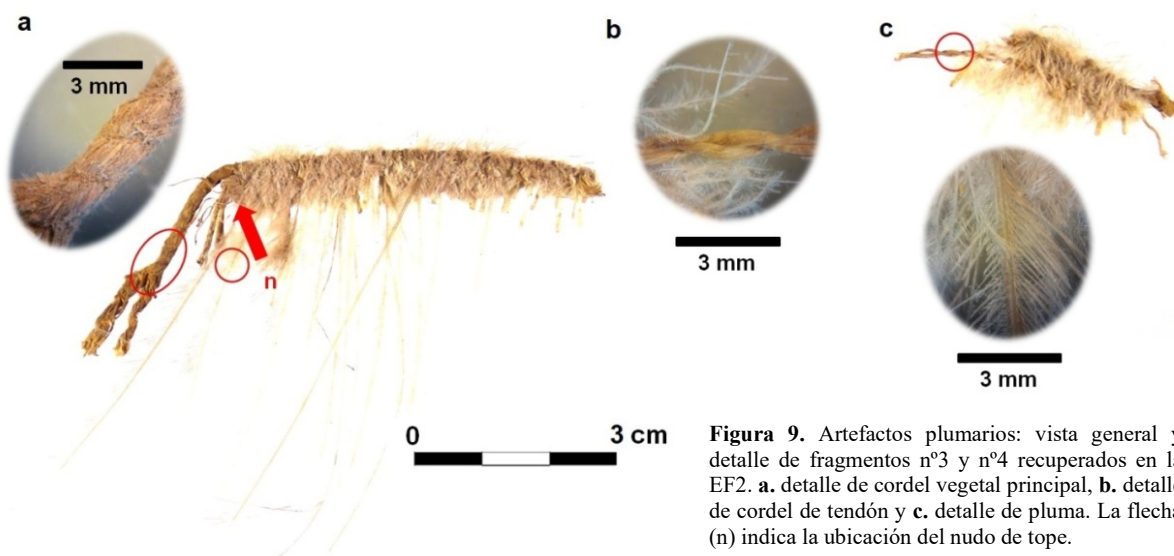 a
3 mm
n
b
3 mm
c
3 mm
0 3 cm
Figura 9. Artefactos plumarios: vista general y
detalle de fragmentos nº3 y nº4 recuperados en la
EF2. a. detalle de cordel vegetal principal, b. detalle
de cordel de tendón y c. detalle de pluma. La flecha
(n) indica la ubicación del nudo de tope.